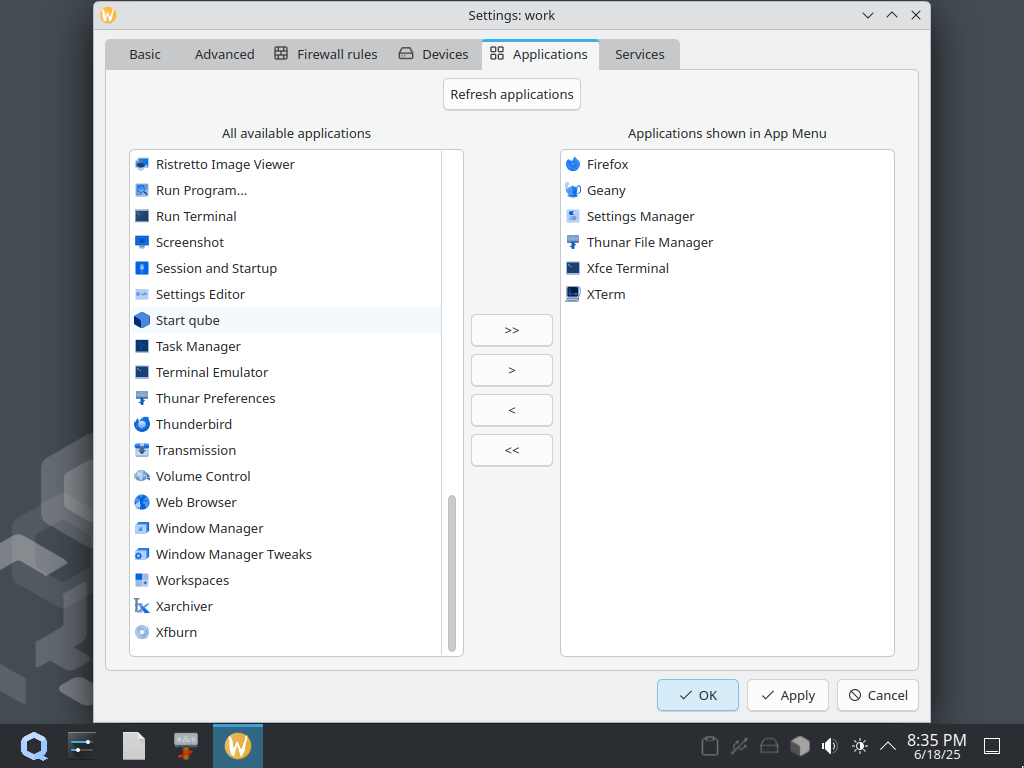 Settings: work
Basic
Advanced
Firewall rules
Devices
Applications
Services
Refresh applications
All available applications
Applications shown in App Menu
Ristretto Image Viewer
Run Program...
Run Terminal
Screenshot
Session and Startup
Settings Editor
Start qube
Task Manager
Terminal Emulator
Thunar Preferences
Thunderbird
Transmission
Volume Control
Web Browser
Window Manager
Window Manager Tweaks
Workspaces
Xarchiver
Xfburn
>>
>
<
<<
Firefox
Geany
Settings Manager
Thunar File Manager
Xfce Terminal
XTerm
OK
Apply
Cancel
8:35 PM
6/18/25